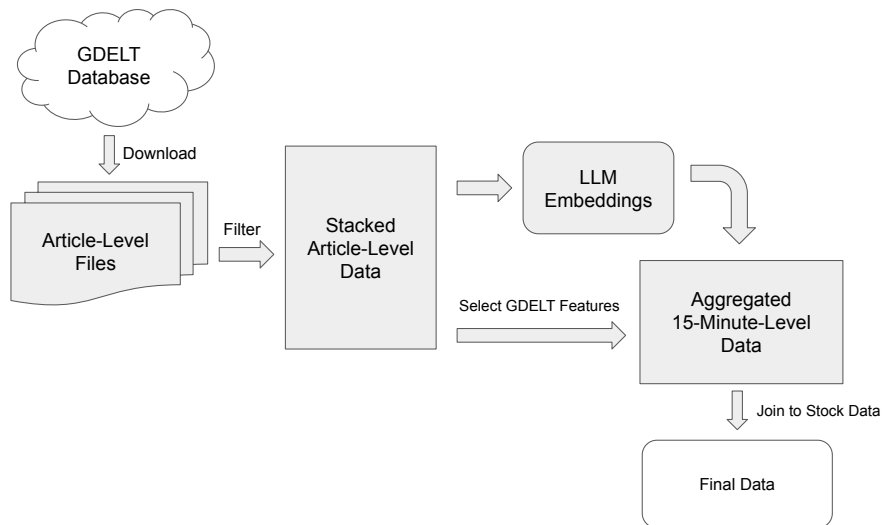 GDELT
Database
Download
Article-Level
Files
Filter
Stacked
Article-Level
Data
LLM
Embeddings
Select GDELT Features
Aggregated
15-Minute-Level
Data
Join to Stock Data
Final Data